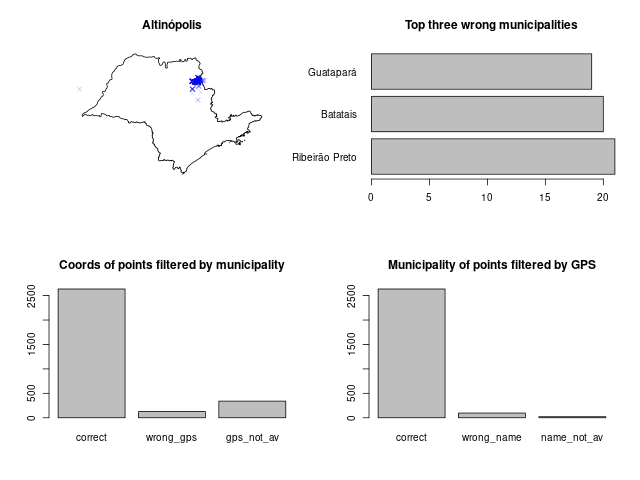 Altinópolis
Top three wrong municipalities
Guatapará
Batatais
Ribeirão Preto
0 5 10 15 20
Coords of points filtered by municipality
2500
1500
500
0
correct wrong_gps gps_not_av
Municipality of points filtered by GPS
2500
1500
500
0
correct wrong_name name_not_av